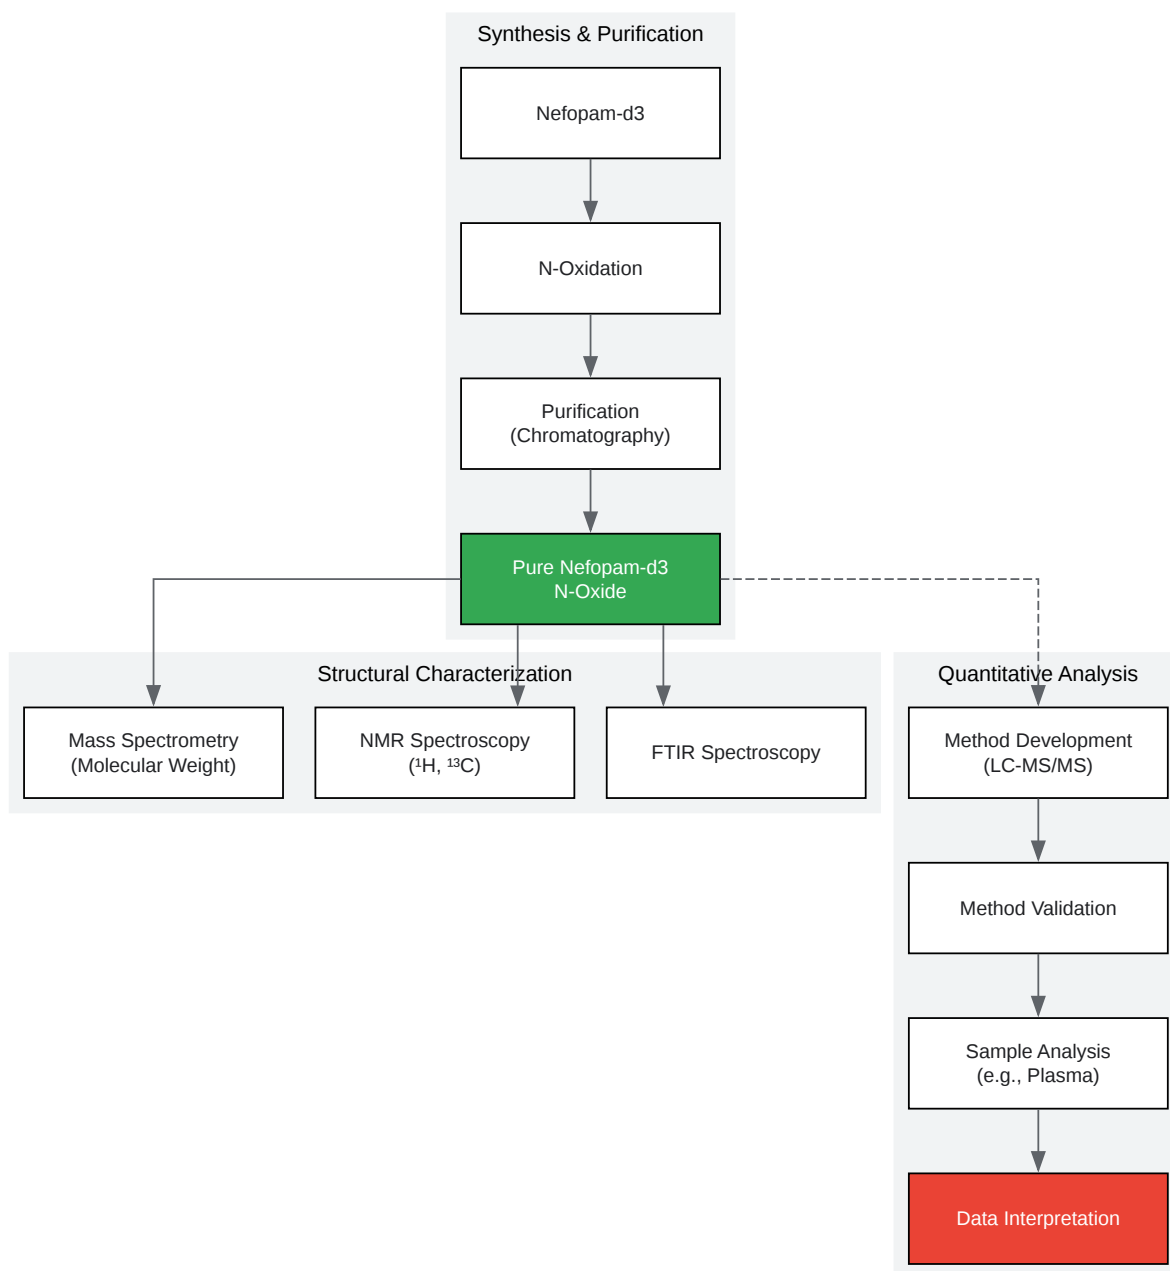 Synthesis & Purification
Nefopam-d3
N-Oxidation
Purification
(Chromatography)
Pure Nefopam-d3
N-Oxide
Structural Characterization
Mass Spectrometry
(Molecular Weight)
NMR Spectroscopy
(¹H, ¹³C)
FTIR Spectroscopy
Quantitative Analysis
Method Development
(LC-MS/MS)
Method Validation
Sample Analysis
(e.g., Plasma)
Data Interpretation